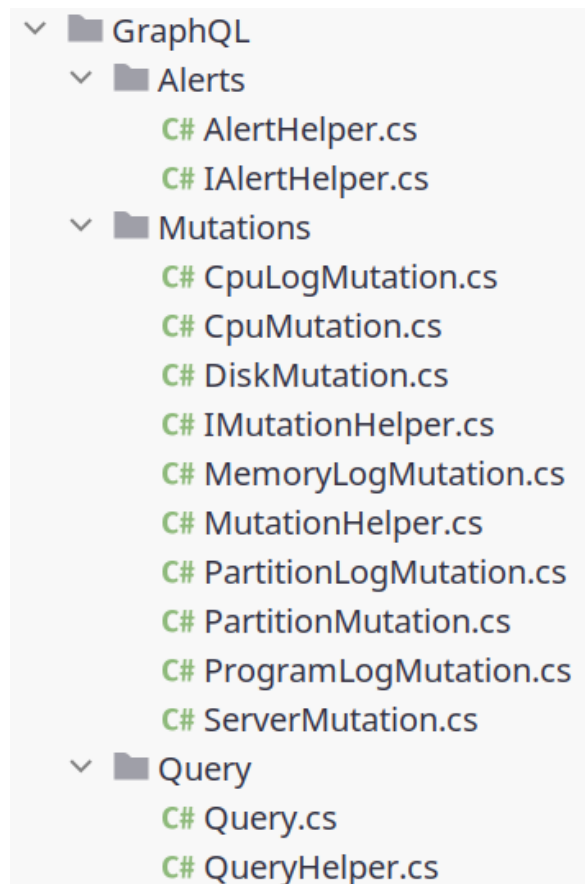 GraphQL
Alerts
C# AlertHelper.cs
C# IAlertHelper.cs
Mutations
C# CpuLogMutation.cs
C# CpuMutation.cs
C# DiskMutation.cs
C# IMutationHelper.cs
C# MemoryLogMutation.cs
C# MutationHelper.cs
C# PartitionLogMutation.cs
C# PartitionMutation.cs
C# ProgramLogMutation.cs
C# ServerMutation.cs
Query
C# Query.cs
C# QueryHelper.cs